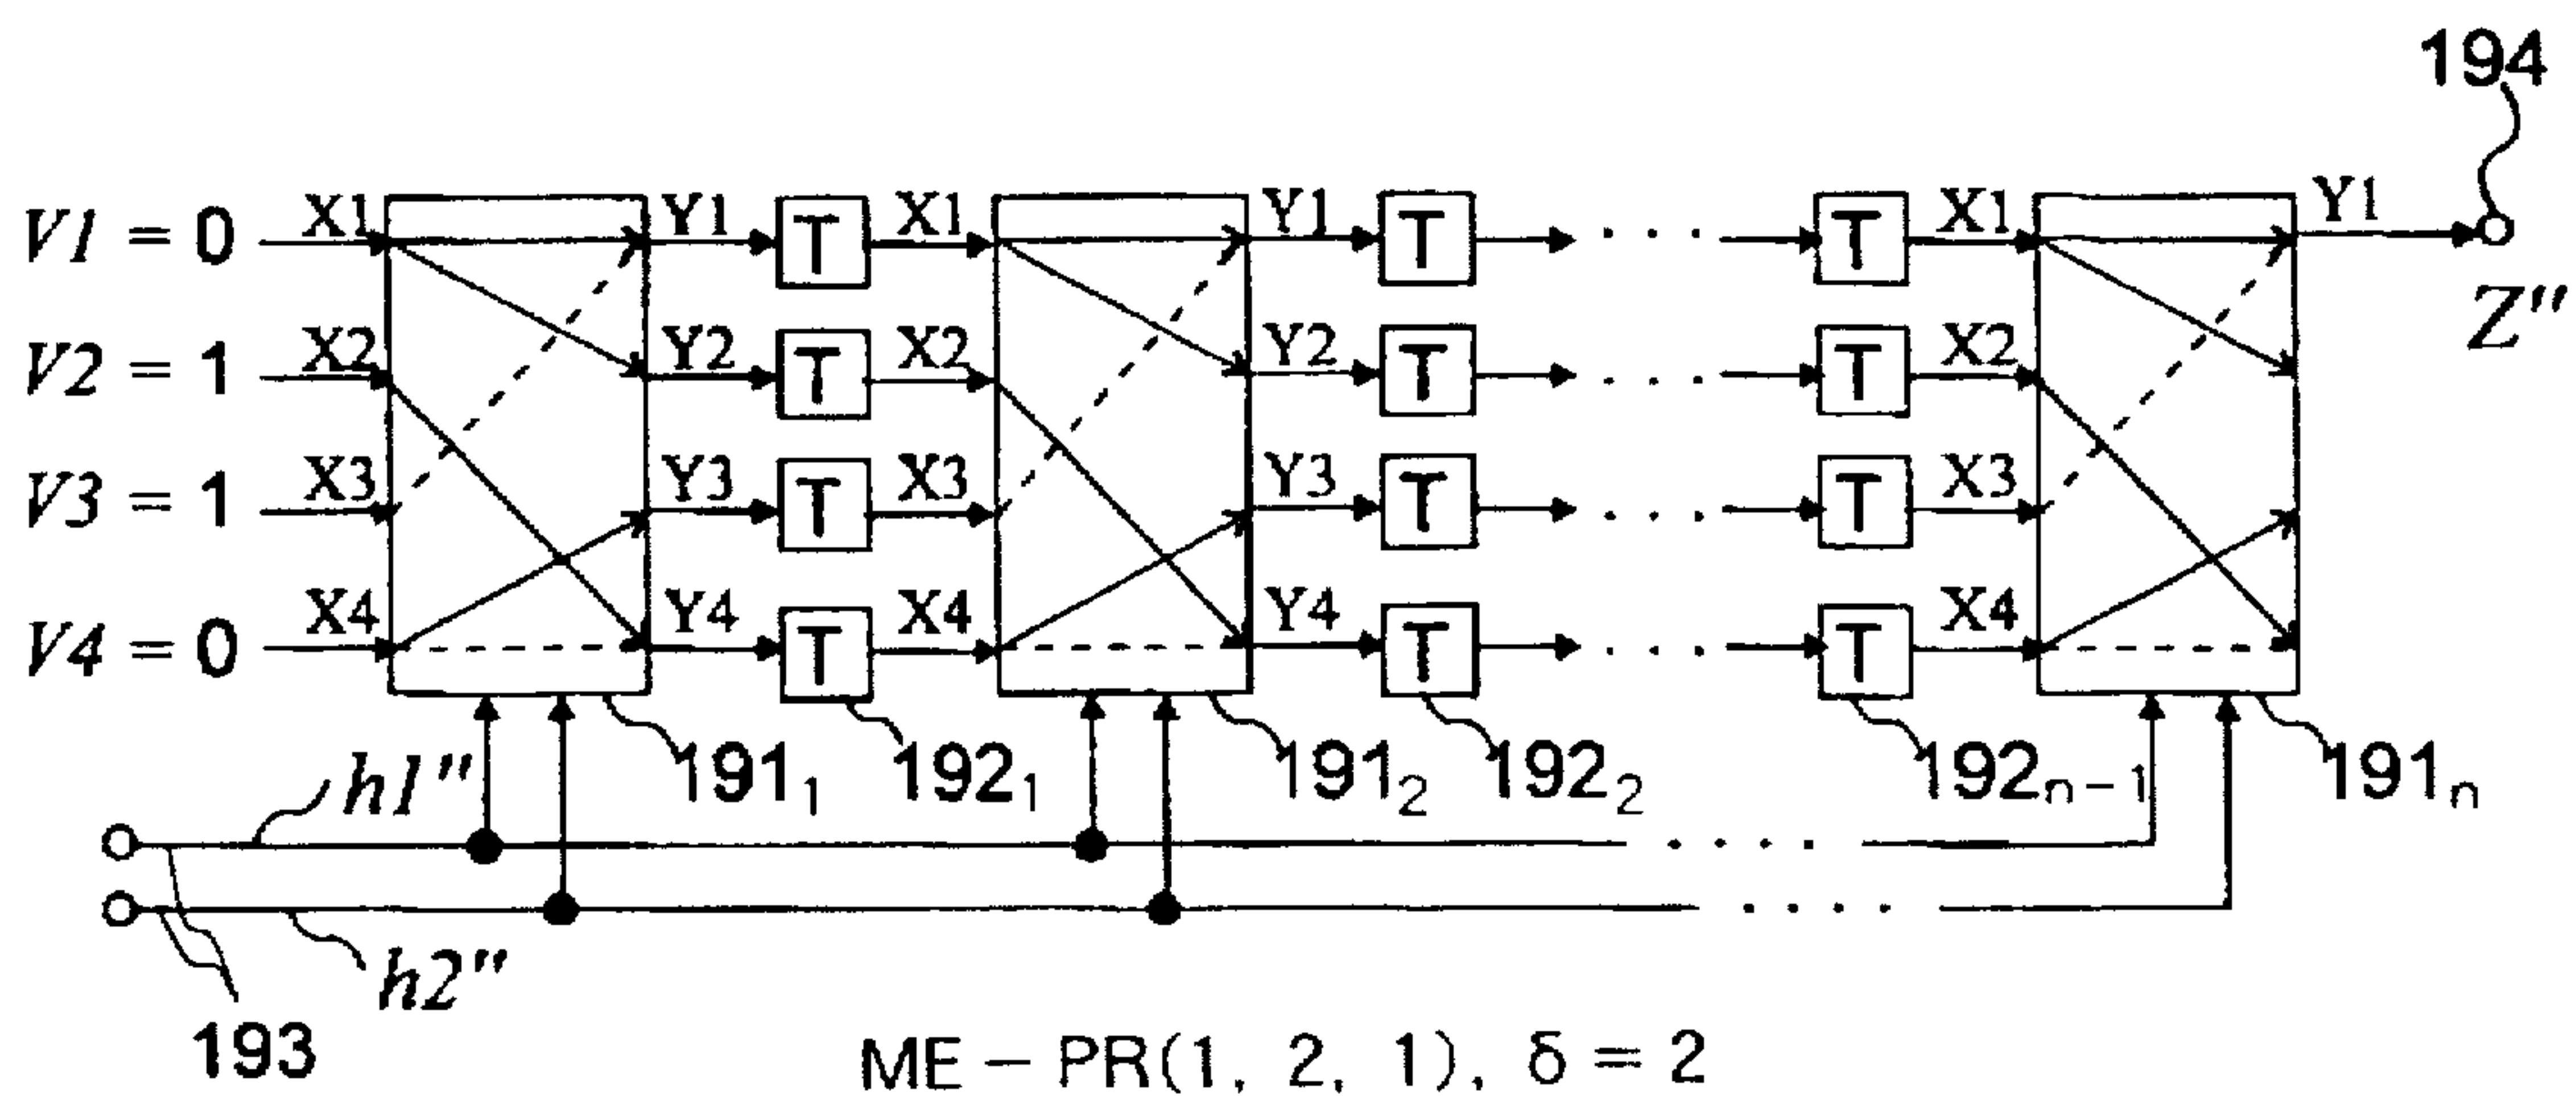 194
V1 = 0 X1 Y1 T X1 Y1 T T X1 Y1
Z"
V2 = 1 X2 Y2 T X2 Y2 T T X2
V3 = 1 X3 Y3 T X3 Y3 T T X3
V4 = 0 X4 Y4 T X4 Y4 T T X4
h1" 191₁ 192₁ 191₂ 192₂ 192ₙ₋₁ 191ₙ
h2"
193
ME – PR(1, 2, 1), δ = 2